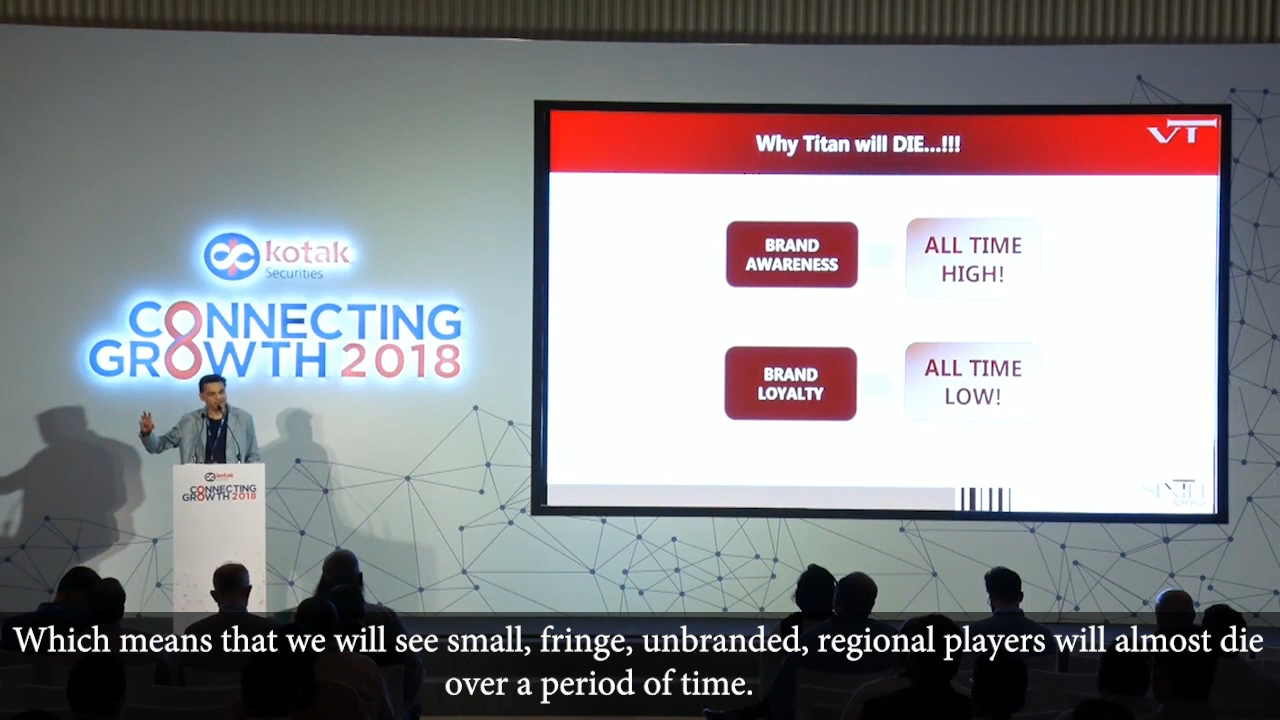 kotak
Securities
CONNECTING
GROWTH 2018
kotak
CONNECTING
GROWTH 2018
Why Titan will DIE...!!!
VT
BRAND
AWARENESS
ALL TIME
HIGH!
BRAND
LOYALTY
ALL TIME
LOW!
Which means that we will see small, fringe, unbranded, regional players will almost die
over a period of time.